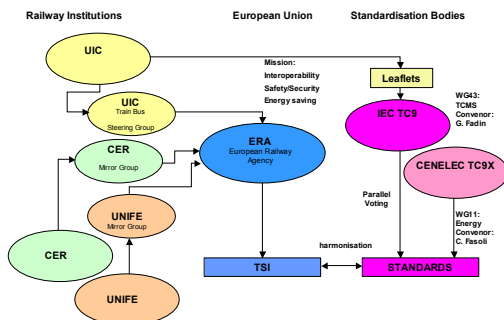 Railway Institutions
European Union
Standardisation Bodies
UIC
Mission:
Interoperability
Safety/Security
Energy saving
Leaflets
WG43:
TCMS
Convenor:
G. Fadin
UIC
Train Bus
Steering Group
IEC TC9
CER
Mirror Group
ERA
European Railway
Agency
CENELEC TC9X
UNIFE
Mirror Group
Parallel
Voting
WG11:
Energy
Convenor:
C. Fasoli
CER
harmonisation
TSI
STANDARDS
UNIFE